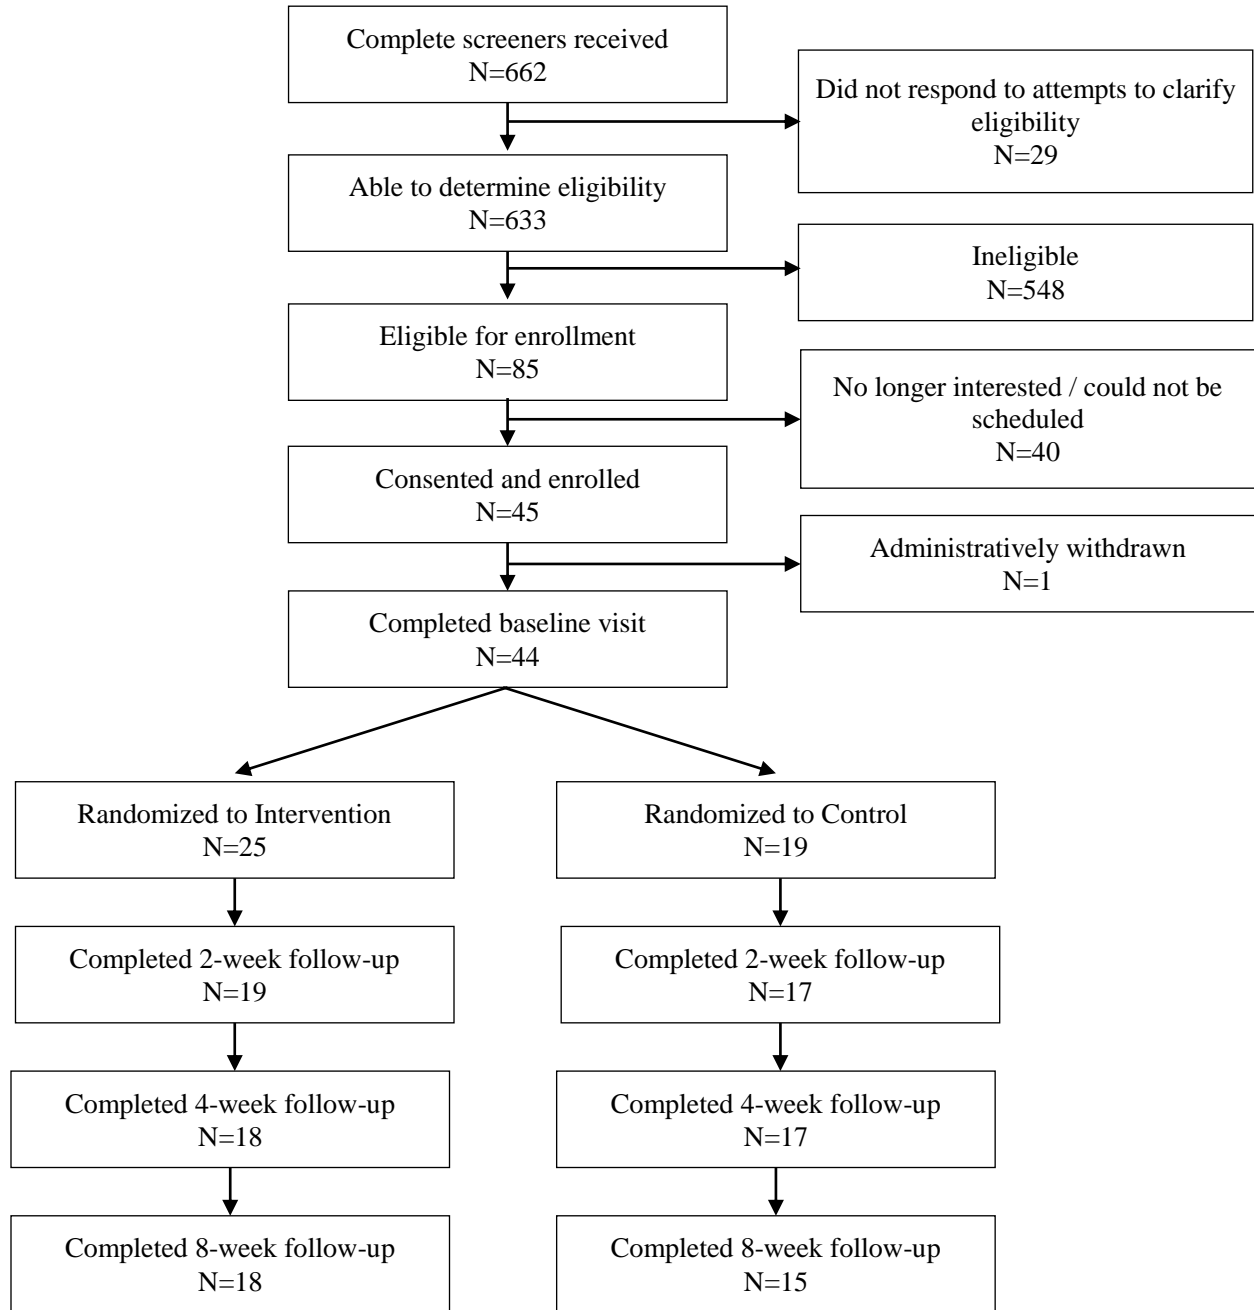 Complete screeners received
N=662
Did not respond to attempts to clarify
eligibility
N=29
Able to determine eligibility
N=633
Ineligible
N=548
Eligible for enrollment
N=85
No longer interested / could not be
scheduled
N=40
Consented and enrolled
N=45
Administratively withdrawn
N=1
Completed baseline visit
N=44
Randomized to Intervention
N=25
Randomized to Control
N=19
Completed 2-week follow-up
N=19
Completed 2-week follow-up
N=17
Completed 4-week follow-up
N=18
Completed 4-week follow-up
N=17
Completed 8-week follow-up
N=18
Completed 8-week follow-up
N=15